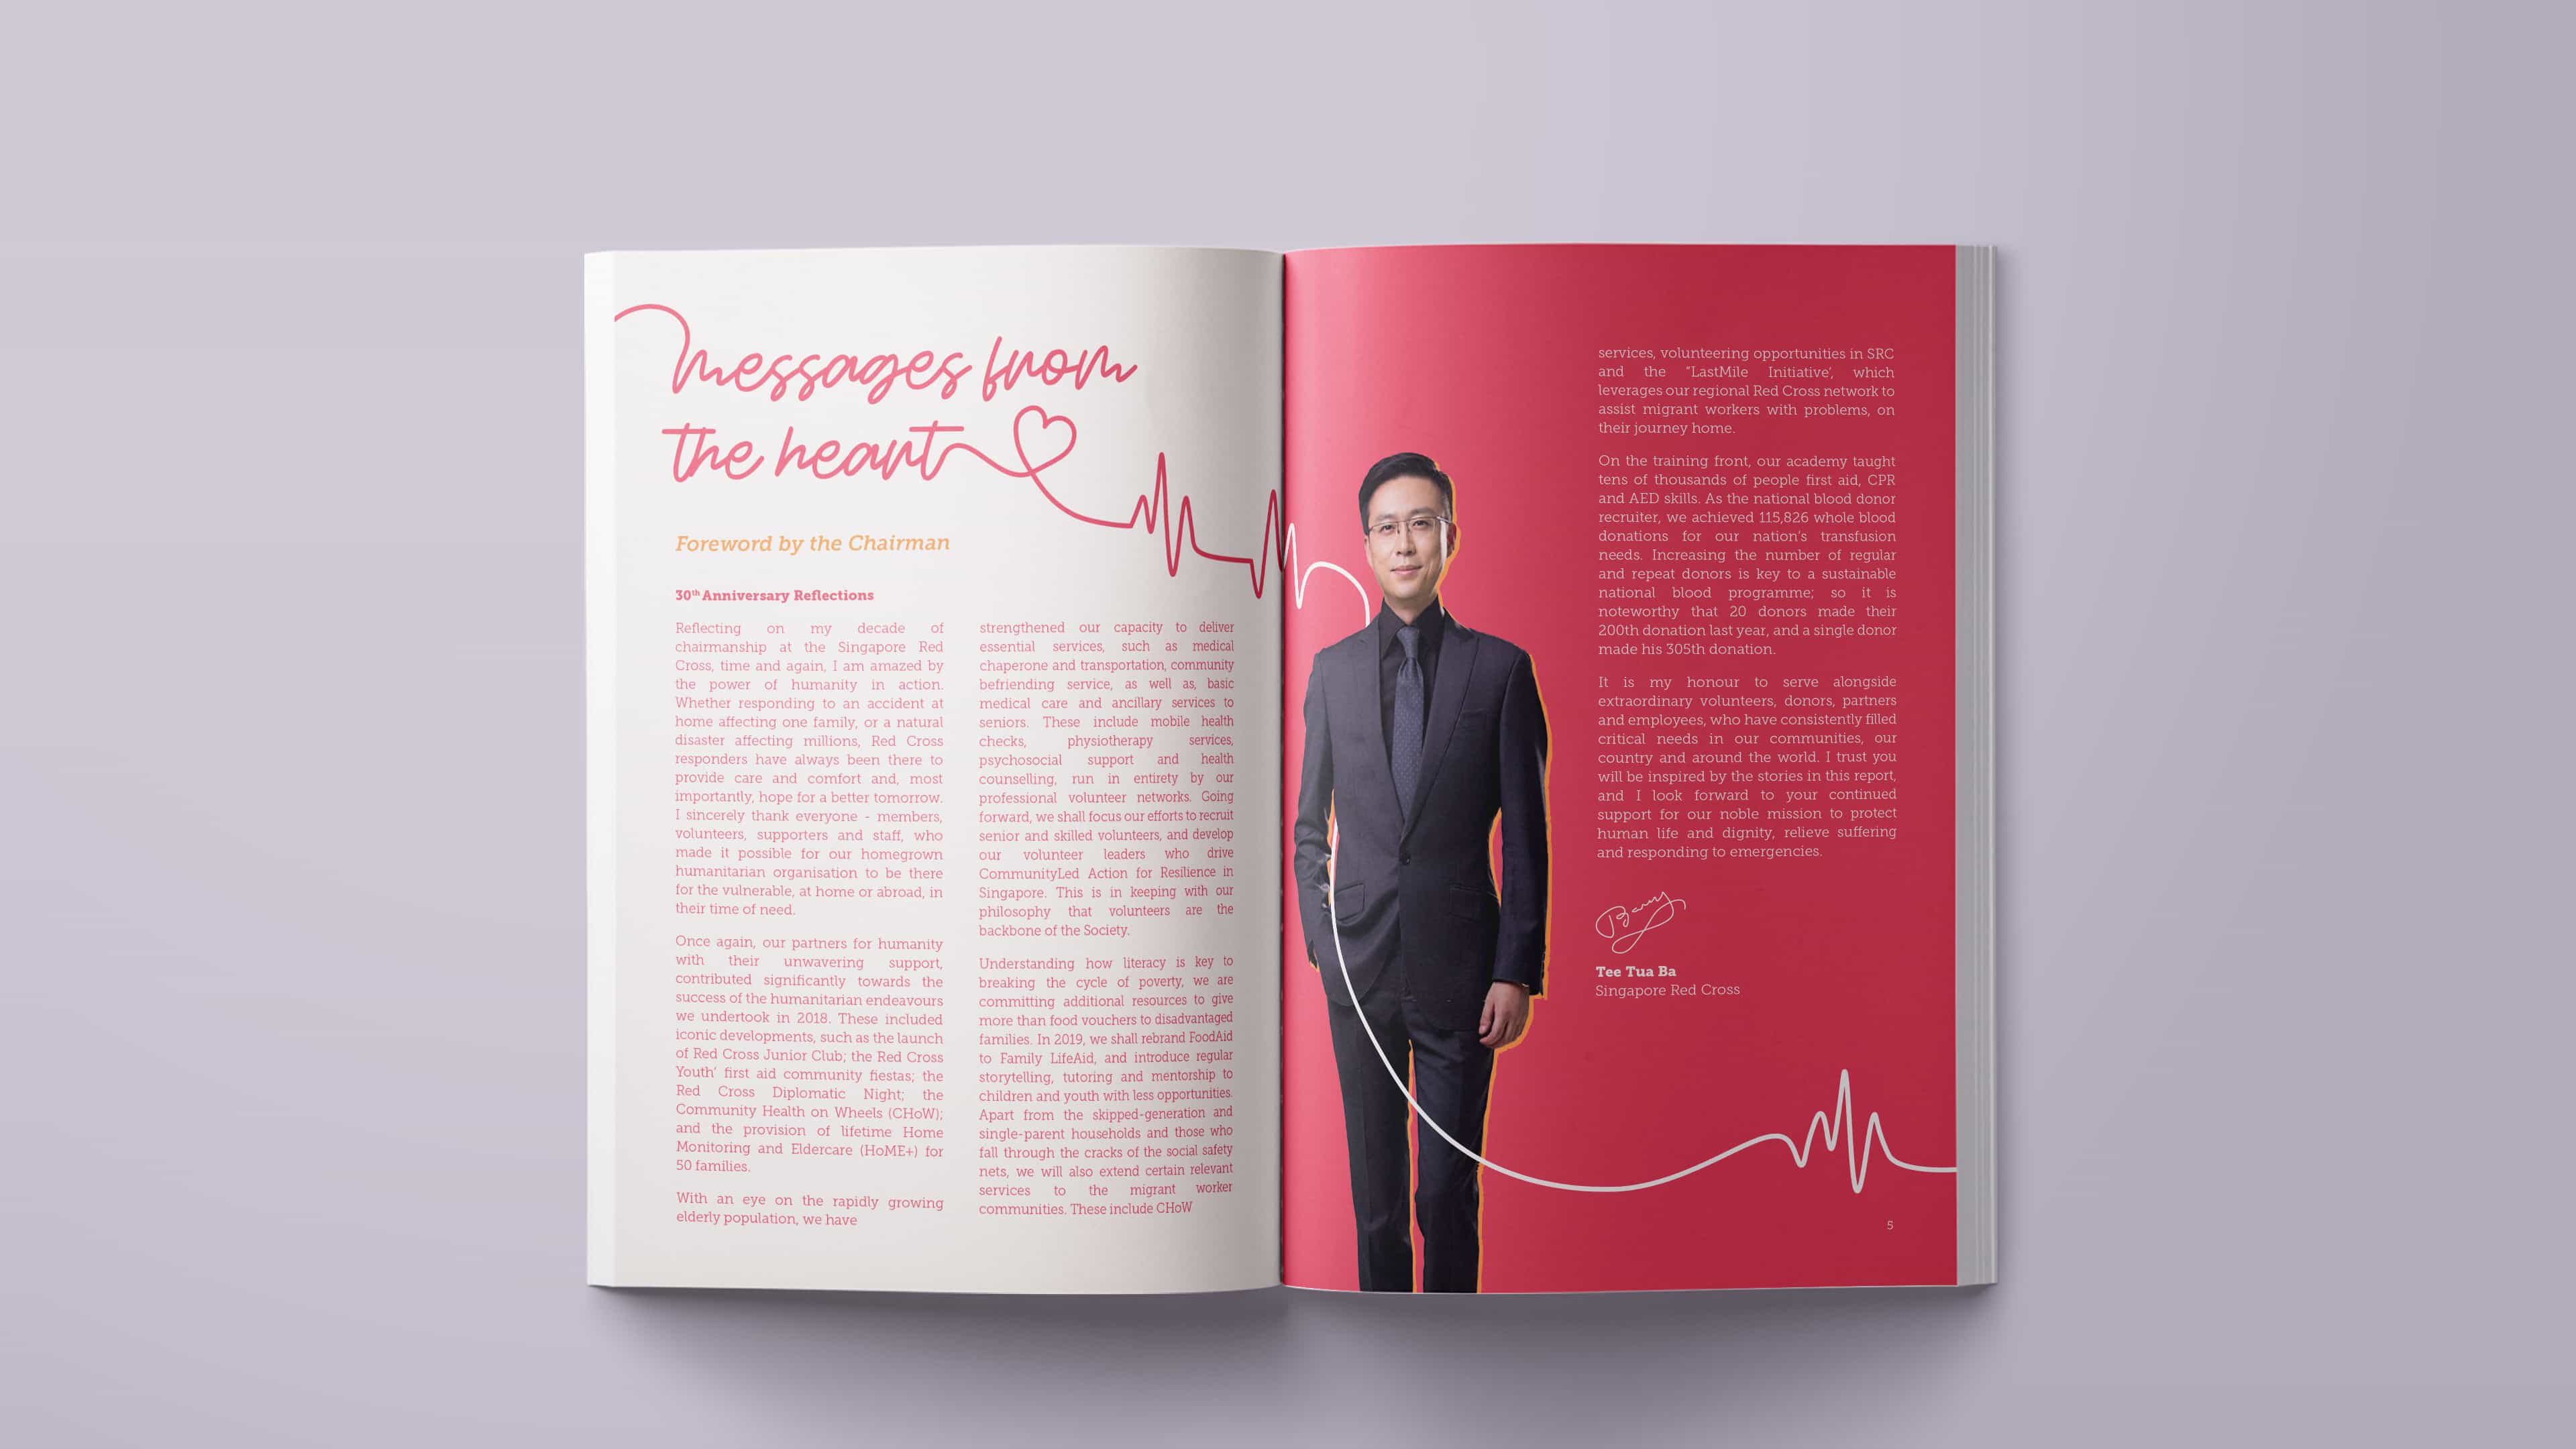 messages from
the heart
Foreword by the Chairman
30th Anniversary Reflections
Reflecting on my decade of
chairmanship at the Singapore Red
Cross, time and again, I am amazed by
the power of humanity in action.
Whether responding to an accident at
home affecting one family, or a natural
disaster affecting millions, Red Cross
responders have always been there to
provide care and comfort and, most
importantly, hope for a better tomorrow.
I sincerely thank everyone - members,
volunteers, supporters and staff, who
made it possible for our homegrown
humanitarian organisation to be there
for the vulnerable, at home or abroad, in
their time of need.
Once again, our partners for humanity
with their unwavering support,
contributed significantly towards the
success of the humanitarian endeavours
we undertook in 2018. These included
iconic developments, such as the launch
of Red Cross Junior Club; the Red Cross
Youth' first aid community fiestas; the
Red Cross Diplomatic Night; the
Community Health on Wheels (CHoW);
and the provision of lifetime Home
Monitoring and Eldercare (HoME+) for
50 families.
With an eye on the rapidly growing
elderly population, we have
strengthened our capacity to deliver
essential services, such as medical
chaperone and transportation, community
befriending service, as well as, basic
medical care and ancillary services to
seniors. These include mobile health
checks, physiotherapy services,
psychosocial support and health
counselling, run in entirety by our
professional volunteer networks. Going
forward, we shall focus our efforts to recruit
senior and skilled volunteers, and develop
our volunteer leaders who drive
CommunityLed Action for Resilience in
Singapore. This is in keeping with our
philosophy that volunteers are the
backbone of the Society.
Understanding how literacy is key to
breaking the cycle of poverty, we are
committing additional resources to give
more than food vouchers to disadvantaged
families. In 2019, we shall rebrand FoodAid
to Family LifeAid, and introduce regular
storytelling, tutoring and mentorship to
children and youth with less opportunities.
Apart from the skipped-generation and
single-parent households and those who
fall through the cracks of the social safety
nets, we will also extend certain relevant
services to the migrant worker
communities. These include CHoW
services, volunteering opportunities in SRC
and the "LastMile Initiative', which
leverages our regional Red Cross network to
assist migrant workers with problems, on
their journey home.
On the training front, our academy taught
tens of thousands of people first aid, CPR
and AED skills. As the national blood donor
recruiter, we achieved 115,826 whole blood
donations for our nation's transfusion
needs. Increasing the number of regular
and repeat donors is key to a sustainable
national blood programme; so it is
noteworthy that 20 donors made their
200th donation last year, and a single donor
made his 305th donation.
It is my honour to serve alongside
extraordinary volunteers, donors, partners
and employees, who have consistently filled
critical needs in our communities, our
country and around the world. I trust you
will be inspired by the stories in this report,
and I look forward to your continued
support for our noble mission to protect
human life and dignity, relieve suffering
and responding to emergencies.
Barry
Tee Tua Ba
Singapore Red Cross
5